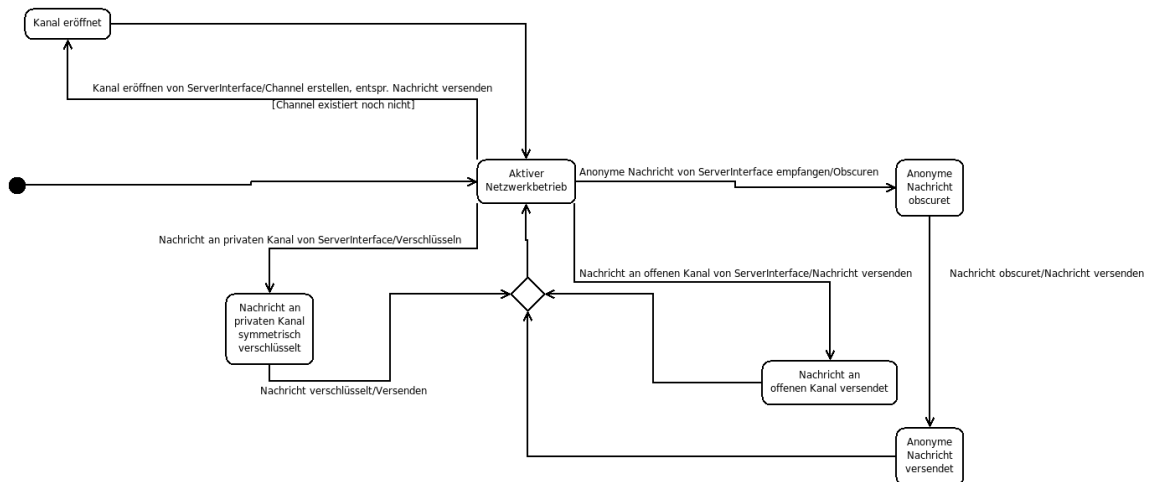 Kanal eröffnet
Kanal eröffnen von ServerInterface/Channel erstellen, entspr. Nachricht versenden
[Channel existiert noch nicht]
Aktiver
Netzwerkbetrieb
Anonyme Nachricht von ServerInterface empfangen/Obscuren
Anonyme
Nachricht
obscuret
Nachricht an privaten Kanal von ServerInterface/Verschlüsseln
Nachricht an offenen Kanal von ServerInterface/Nachricht versenden
Nachricht obscuret/Nachricht versenden
Nachricht an
privaten Kanal
symmetrisch
verschlüsselt
Nachricht verschlüsselt/Versenden
Nachricht an
offenen Kanal versendet
Anonyme
Nachricht
versendet